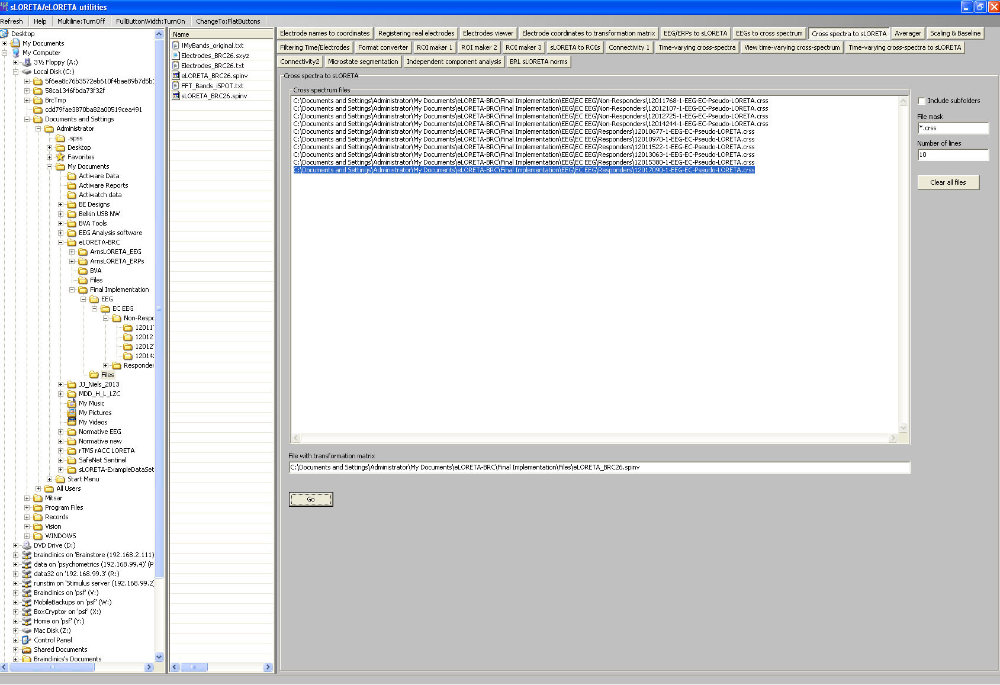 sLORETA/eLORETA utilities
Refresh Help Multiline:TurnOff FullButtonWidth:TurnOn ChangeTo:FlatButtons
Desktop
My Documents
My Computer
3½ Floppy (A:)
Local Disk (C:)
5f6ea8c76b3572eb610f4bae89b7d5b:
58ca1346fbda73f32f
BrcTmp
cdd79fae3870ba82a00519cea491
Documents and Settings
Administrator
.spss
Desktop
Favorites
My Documents
Actiware Data
Actiware Reports
Actiwatch data
BE Designs
Belkin USB NW
BVA Tools
EEG Analysis software
eLORETA-BRC
ArnsLORETA_EEG
ArnsLORETA_ERPs
BVA
Files
Final Implementation
EEG
EC EEG
Non-Respo
12011
12012
12012
12014
Responder
Files
JJ_Niels_2013
MDD_H_L_LZC
My Music
My Pictures
My Videos
Normative EEG
Normative new
rTMS rACC LORETA
SafeNet Sentinel
sLORETA-ExampleDataSet
Start Menu
All Users
Mitsar
Program Files
Records
Vision
WINDOWS
DVD Drive (D:)
brainclinics on 'Brainstore (192.168.2.111)
data on 'psychometrics (192.168.99.4)' (P
data32 on '192.168.99.3' (R:)
runstim on 'Stimulus server (192.168.99.2)
Brainclinics on 'psf' (V:)
MobileBackups on 'psf' (W:)
BoxCryptor on 'psf' (X:)
Home on 'psf' (Y:)
Mac Disk (Z:)
Control Panel
Shared Documents
Brainclinics's Documents
Name
!MyBands_original.txt
Electrodes_BRC26.sxyz
Electrodes_BRC26.txt
eLORETA_BRC26.spinv
FFT_Bands_iSPOT.txt
sLORETA_BRC26.spinv
Electrode names to coordinates Registering real electrodes Electrodes viewer Electrode coordinates to transformation matrix EEG/ERPs to sLORETA EEGs to cross spectrum Cross spectra to sLORETA Averager Scaling & Baseline
Filtering Time/Electrodes Format converter ROI maker 1 ROI maker 2 ROI maker 3 sLORETA to ROIs Connectivity 1 Time-varying cross-spectra View time-varying cross-spectrum Time-varying cross-spectra to sLORETA
Connectivity2 Microstate segmentation Independent component analysis BRL sLORETA norms
Cross spectra to sLORETA
Cross spectrum files
C:\Documents and Settings\Administrator\My Documents\eLORETA-BRC\Final Implementation\EEG\EC EEG\Non-Responders\12011768-1-EEG-EC-Pseudo-LORETA.crss
C:\Documents and Settings\Administrator\My Documents\eLORETA-BRC\Final Implementation\EEG\EC EEG\Non-Responders\12012107-1-EEG-EC-Pseudo-LORETA.crss
C:\Documents and Settings\Administrator\My Documents\eLORETA-BRC\Final Implementation\EEG\EC EEG\Non-Responders\12012725-1-EEG-EC-Pseudo-LORETA.crss
C:\Documents and Settings\Administrator\My Documents\eLORETA-BRC\Final Implementation\EEG\EC EEG\Non-Responders\12014244-1-EEG-EC-Pseudo-LORETA.crss
C:\Documents and Settings\Administrator\My Documents\eLORETA-BRC\Final Implementation\EEG\EC EEG\Responders\12010677-1-EEG-EC-Pseudo-LORETA.crss
C:\Documents and Settings\Administrator\My Documents\eLORETA-BRC\Final Implementation\EEG\EC EEG\Responders\12010970-1-EEG-EC-Pseudo-LORETA.crss
C:\Documents and Settings\Administrator\My Documents\eLORETA-BRC\Final Implementation\EEG\EC EEG\Responders\12011522-1-EEG-EC-Pseudo-LORETA.crss
C:\Documents and Settings\Administrator\My Documents\eLORETA-BRC\Final Implementation\EEG\EC EEG\Responders\12013063-1-EEG-EC-Pseudo-LORETA.crss
C:\Documents and Settings\Administrator\My Documents\eLORETA-BRC\Final Implementation\EEG\EC EEG\Responders\12015380-1-EEG-EC-Pseudo-LORETA.crss
C:\Documents and Settings\Administrator\My Documents\eLORETA-BRC\Final Implementation\EEG\EC EEG\Responders\12017090-1-EEG-EC-Pseudo-LORETA.crss
Include subfolders
File mask
*.crss
Number of lines
10
Clear all files
File with transformation matrix
C:\Documents and Settings\Administrator\My Documents\eLORETA-BRC\Final Implementation\Files\eLORETA_BRC26.spinv
Go